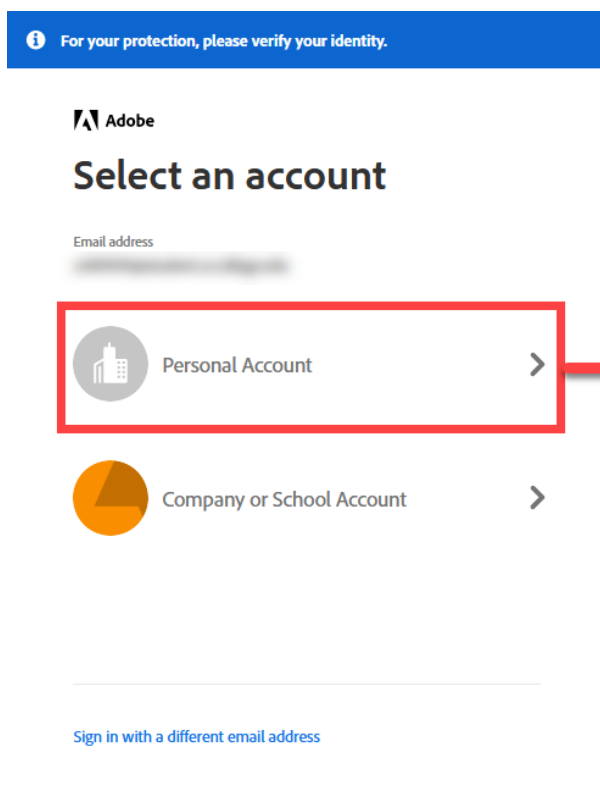 For your protection, please verify your identity.
Adobe
Select an account
Email address
Personal Account
Company or School Account
Sign in with a different email address